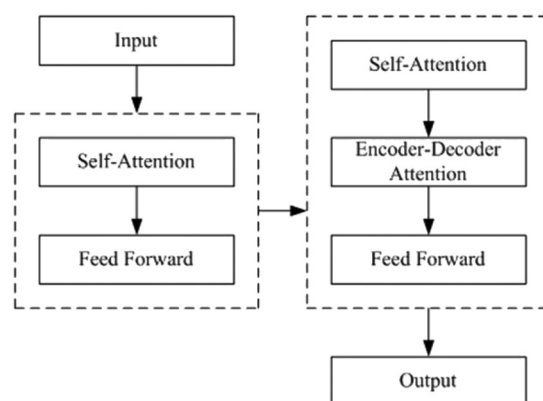 Input
Self-Attention
Feed Forward
Self-Attention
Encoder-Decoder
Attention
Feed Forward
Output